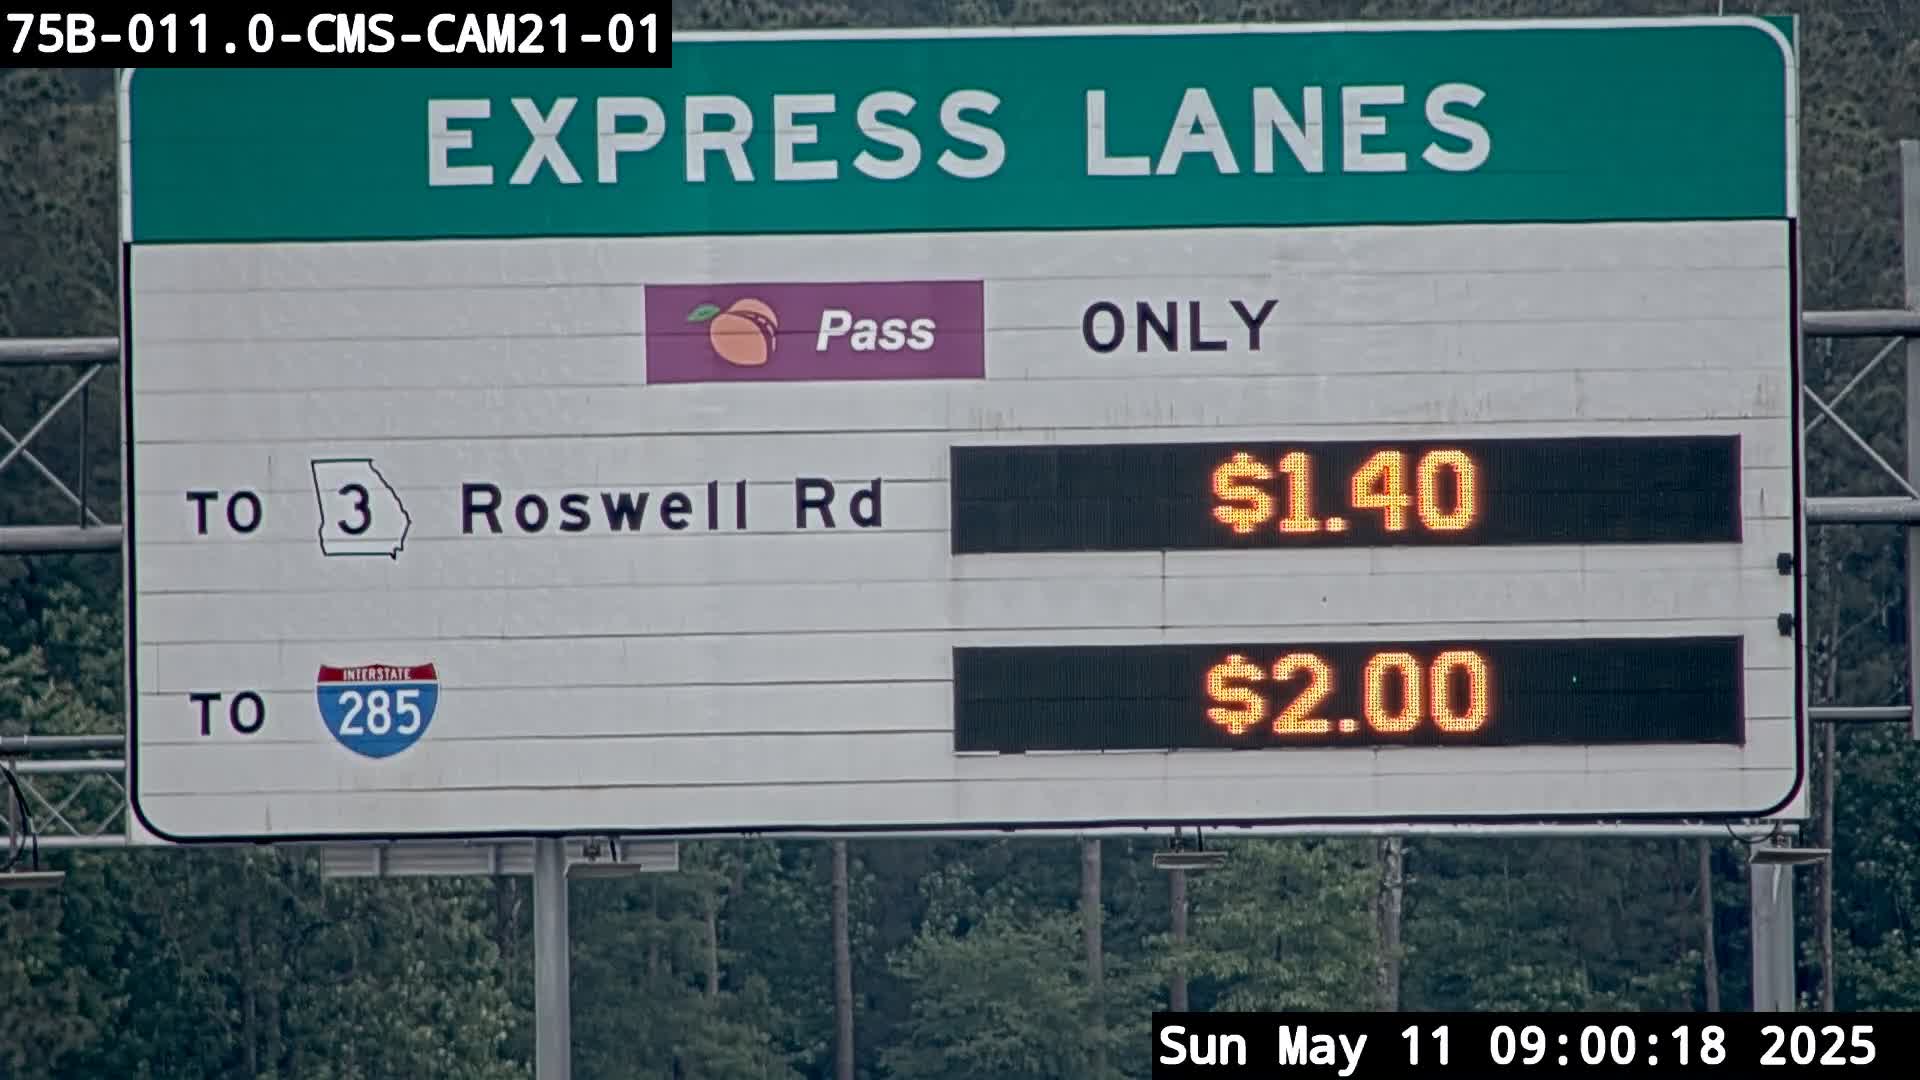 75B-011.0-CMS-CAM21-01
EXPRESS LANES
Pass ONLY
TO 3 Roswell Rd $1.40
INTERSTATE
TO 285 $2.00
Sun May 11 09:00:18 2025